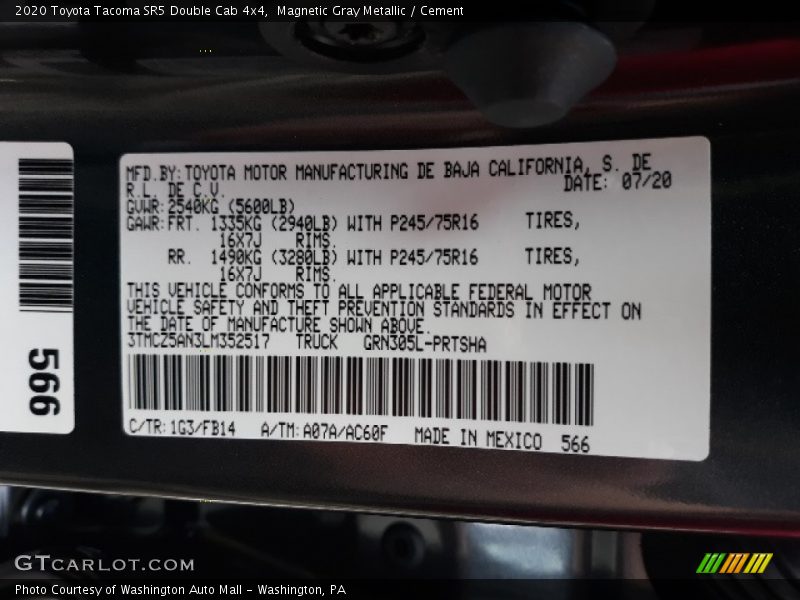 2020 Toyota Tacoma SR5 Double Cab 4x4, Magnetic Gray Metallic / Cement
MFD.BY:TOYOTA MOTOR MANUFACTURING DE BAJA CALIFORNIA, S. DE
R.L. DE C.V. DATE: 07/20
GVWR:2540KG (5600LB)
GAWR:FRT. 1335KG (2940LB) WITH P245/75R16 TIRES,
16X7J RIMS.
RR. 1490KG (3280LB) WITH P245/75R16 TIRES,
16X7J RIMS.
THIS VEHICLE CONFORMS TO ALL APPLICABLE FEDERAL MOTOR
VEHICLE SAFETY AND THEFT PREVENTION STANDARDS IN EFFECT ON
THE DATE OF MANUFACTURE SHOWN ABOVE.
3TMCZ5AN3LM352517 TRUCK GRN305L-PRTSHA
C/TR:1G3/FB14 A/TM:A07A/AC60F MADE IN MEXICO 566
566
GTCARLOT.COM
Photo Courtesy of Washington Auto Mall - Washington, PA